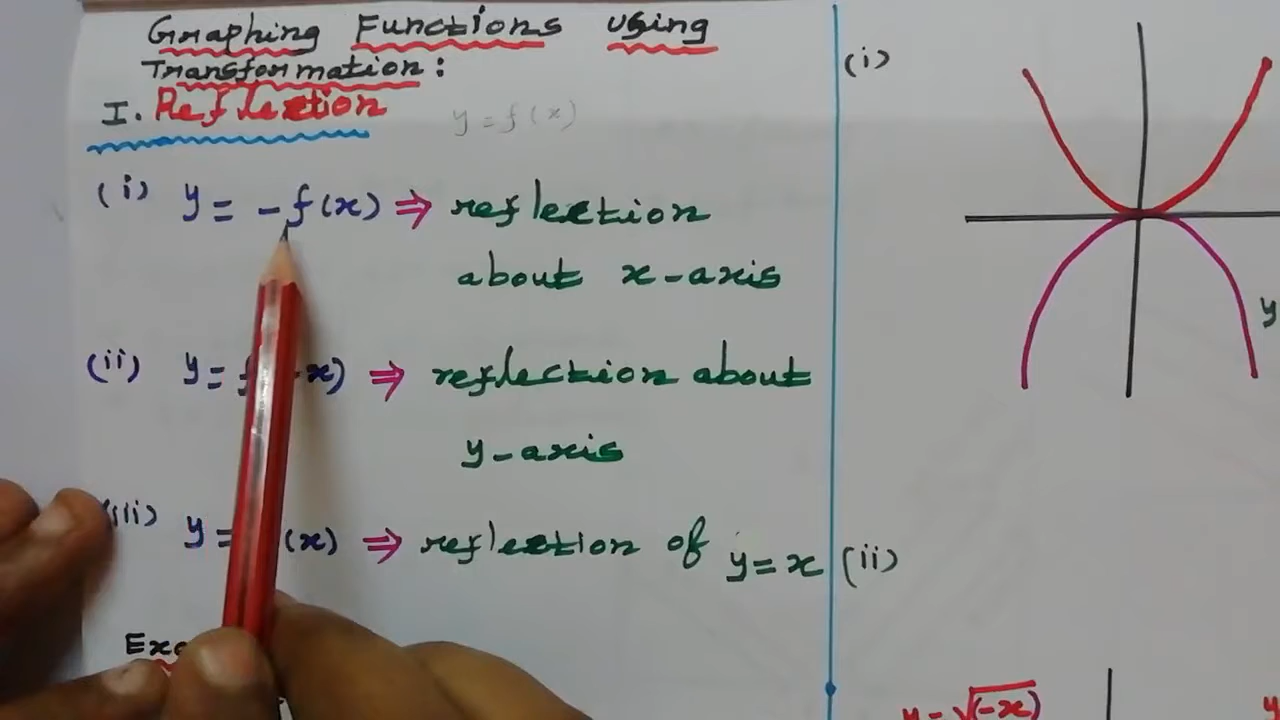 Graphing Functions Using
Transformation:
I. Reflection
y = f(x)
(i) y = -f(x) ⇒ reflection
about x-axis
(ii) y = x) ⇒ reflection about
y-axis
(iii) y = (x) ⇒ reflection of y = x
(i)
y
(ii)
y = √(-x)
y